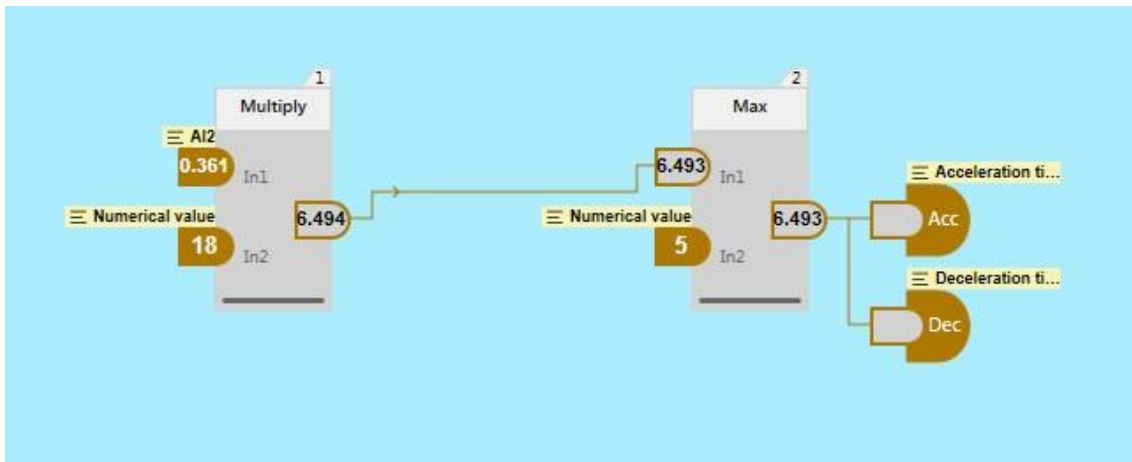 1
Multiply
AI2
0.361
In1
Numerical value
6.494
18
In2
2
Max
6.493
In1
Numerical value
6.493
5
In2
Acceleration ti...
Acc
Deceleration ti...
Dec